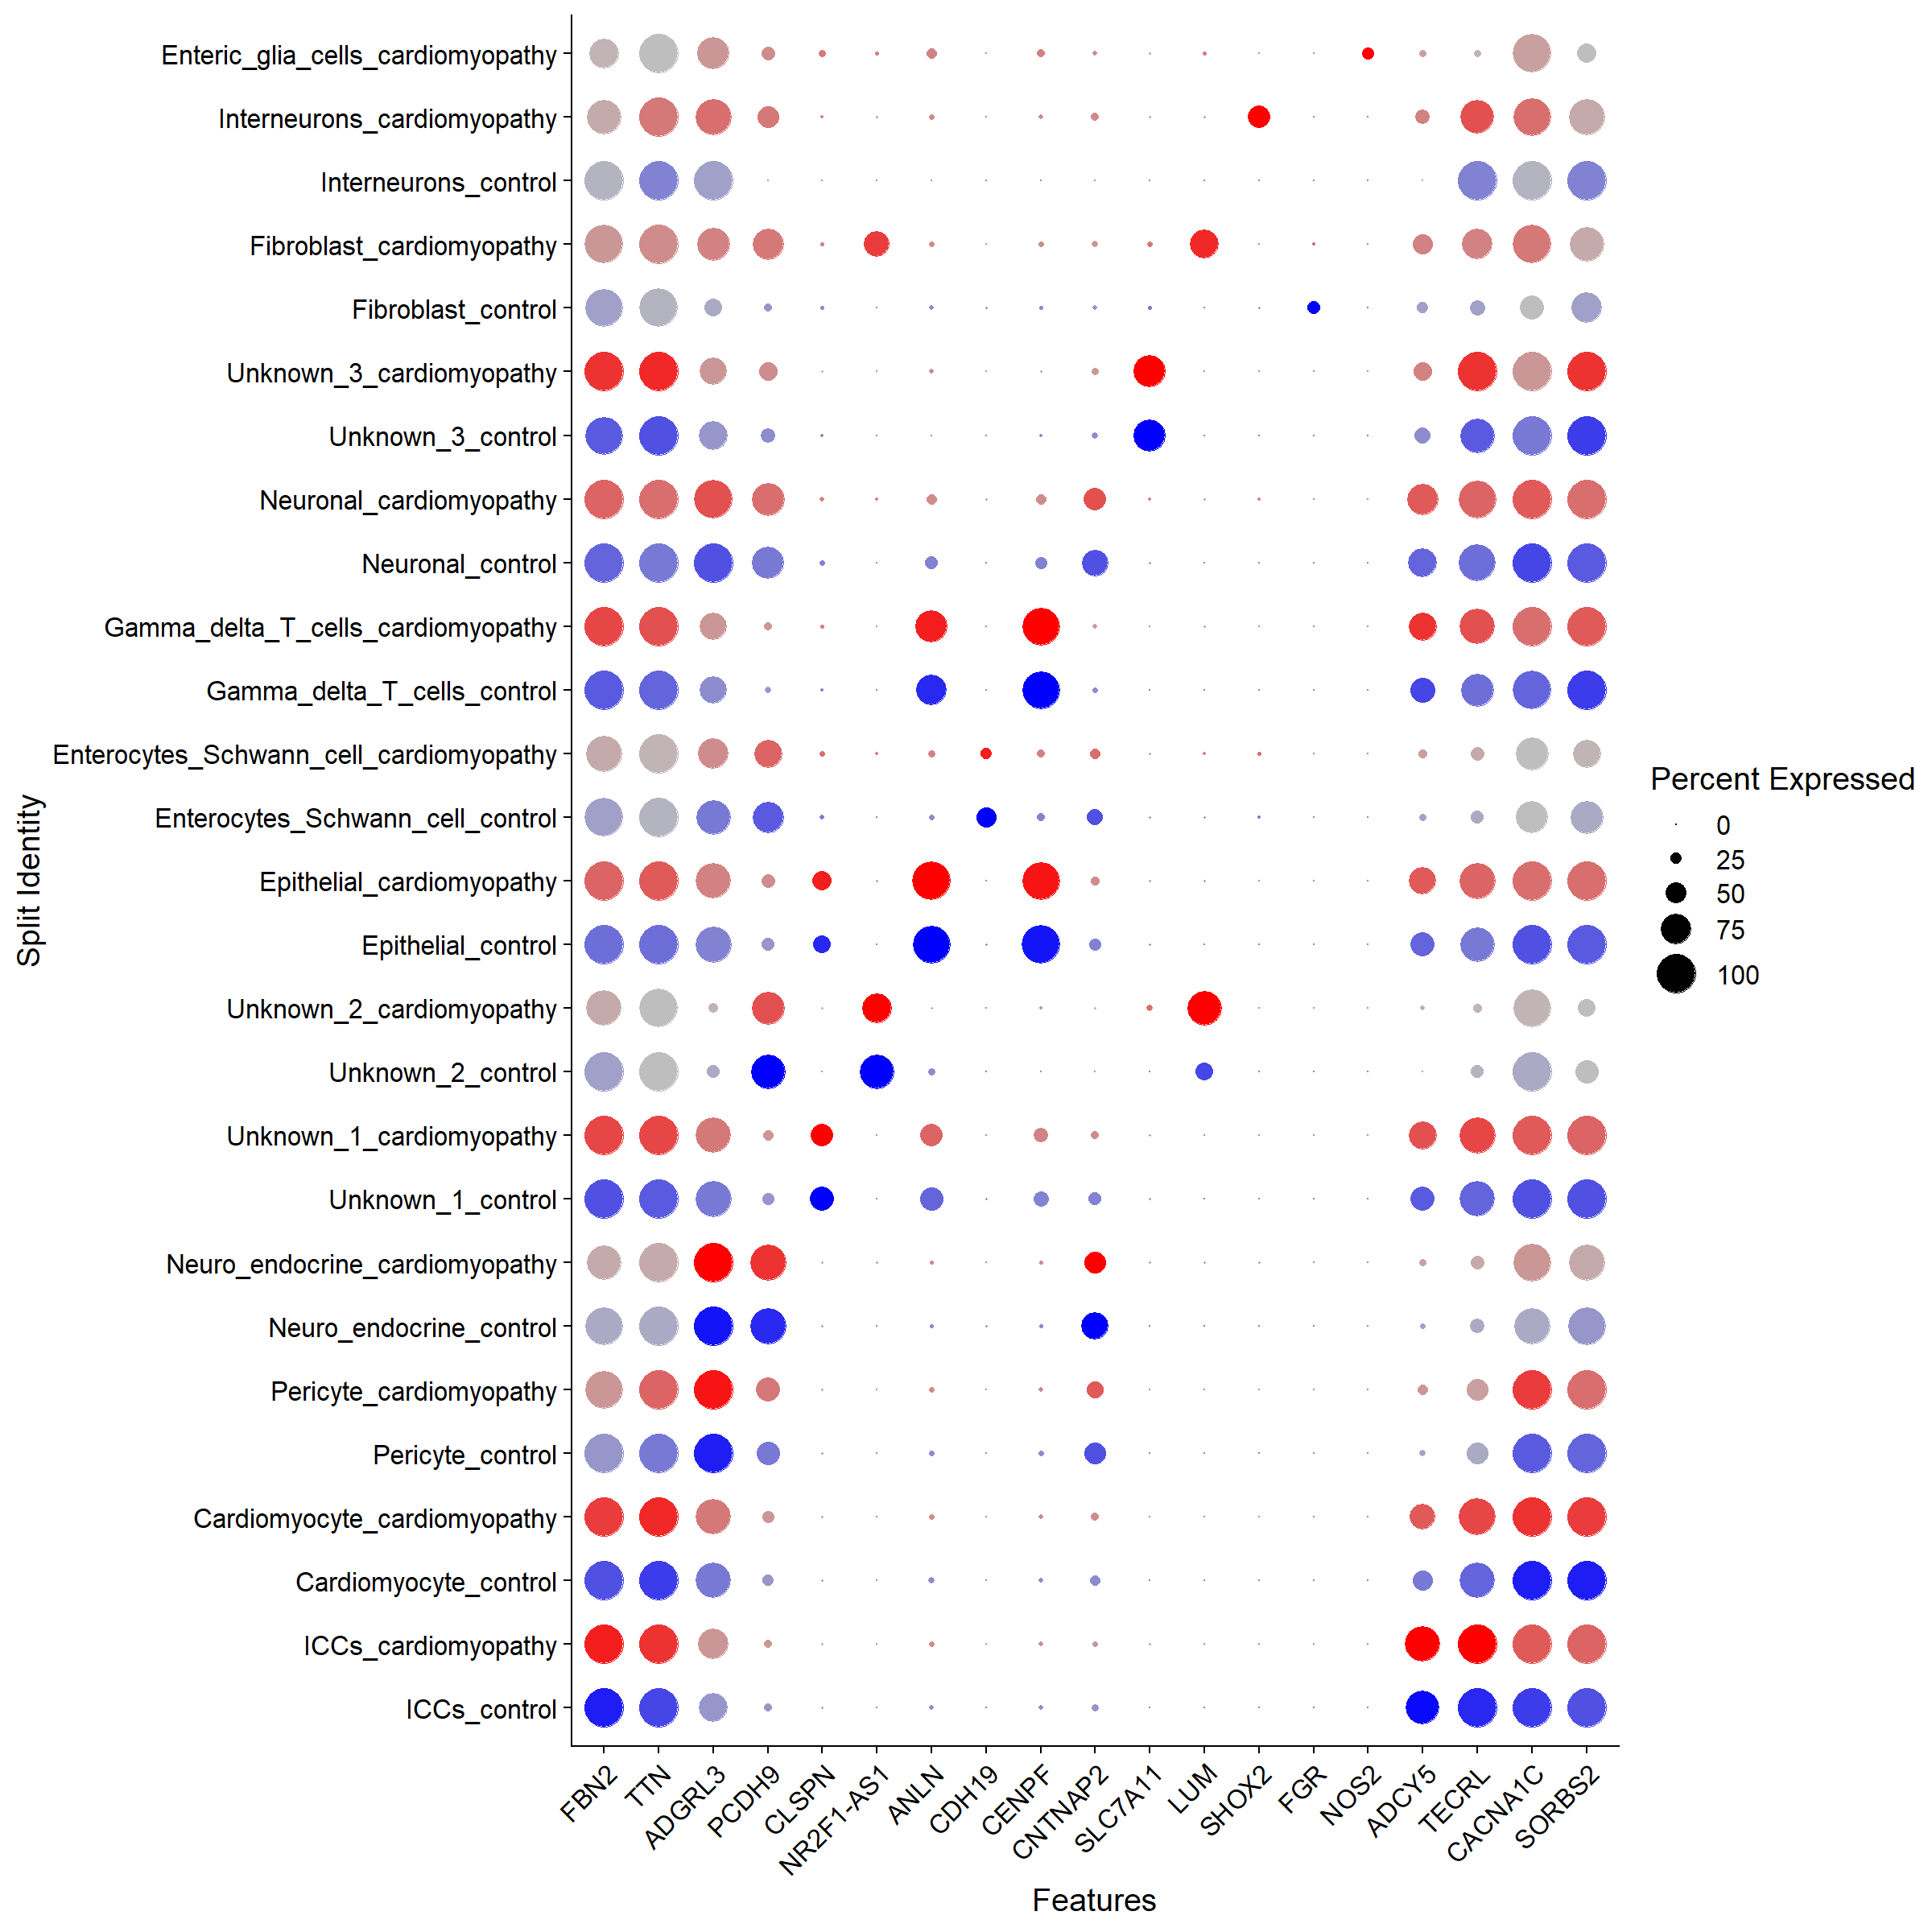 Enteric_glia_cells_cardiomyopathy
Interneurons_cardiomyopathy
Interneurons_control
Fibroblast_cardiomyopathy
Fibroblast_control
Unknown_3_cardiomyopathy
Unknown_3_control
Neuronal_cardiomyopathy
Neuronal_control
Gamma_delta_T_cells_cardiomyopathy
Gamma_delta_T_cells_control
Enterocytes_Schwann_cell_cardiomyopathy
Enterocytes_Schwann_cell_control
Epithelial_cardiomyopathy
Epithelial_control
Unknown_2_cardiomyopathy
Unknown_2_control
Unknown_1_cardiomyopathy
Unknown_1_control
Neuro_endocrine_cardiomyopathy
Neuro_endocrine_control
Pericyte_cardiomyopathy
Pericyte_control
Cardiomyocyte_cardiomyopathy
Cardiomyocyte_control
ICCs_cardiomyopathy
ICCs_control
Split Identity
FBN2
TTN
ADGRL3
PCDH9
CLSPN
NR2F1-AS1
ANLN
CDH19
CENPF
CNTNAP2
SLC7A11
LUM
SHOX2
FGR
NOS2
ADCY5
TECRL
CACNA1C
SORBS2
Features
Percent Expressed
0
25
50
75
100